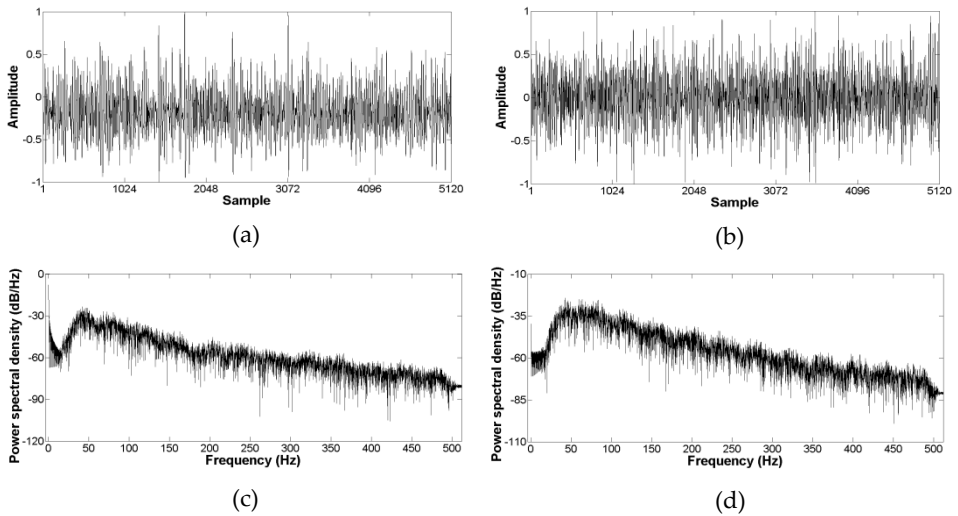 1
0.5
0
-0.5
-1
Amplitude
1 1024 2048 3072 4096 5120
Sample
(a)
1
0.5
0
-0.5
-1
Amplitude
1 1024 2048 3072 4096 5120
Sample
(b)
0
-30
-60
-90
-120
Power spectral density (dB/Hz)
0 50 100 150 200 250 300 350 400 450 500
Frequency (Hz)
(c)
-10
-35
-60
-85
-110
Power spectral density (dB/Hz)
0 50 100 150 200 250 300 350 400 450 500
Frequency (Hz)
(d)